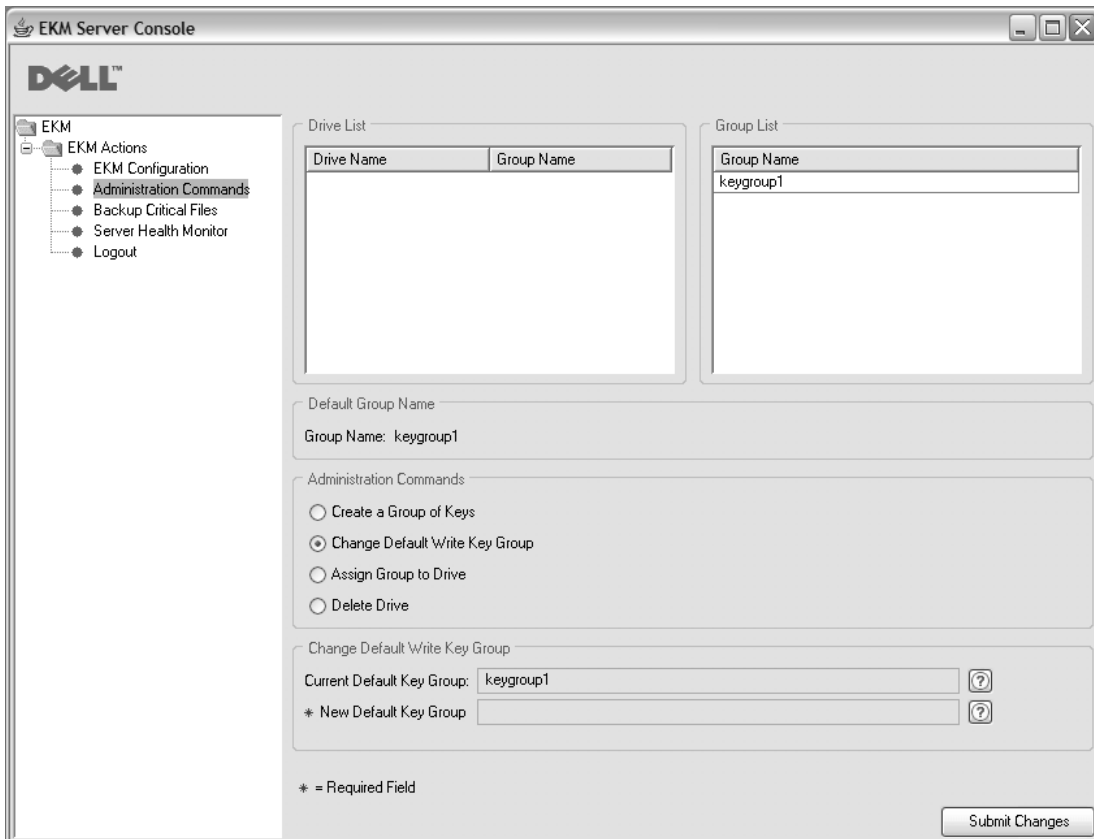 EKM Server Console
DELL™
EKM
EKM Actions
EKM Configuration
Administration Commands
Backup Critical Files
Server Health Monitor
Logout
Drive List
Drive Name Group Name
Group List
Group Name
keygroup1
Default Group Name
Group Name: keygroup1
Administration Commands
Create a Group of Keys
Change Default Write Key Group
Assign Group to Drive
Delete Drive
Change Default Write Key Group
Current Default Key Group: keygroup1 ?
* New Default Key Group ?
* = Required Field
Submit Changes